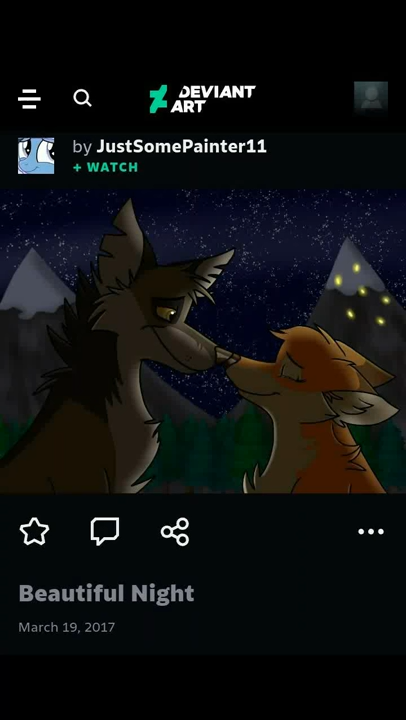 DEVIANT
ART
by JustSomePainter11
+ WATCH
Beautiful Night
March 19, 2017